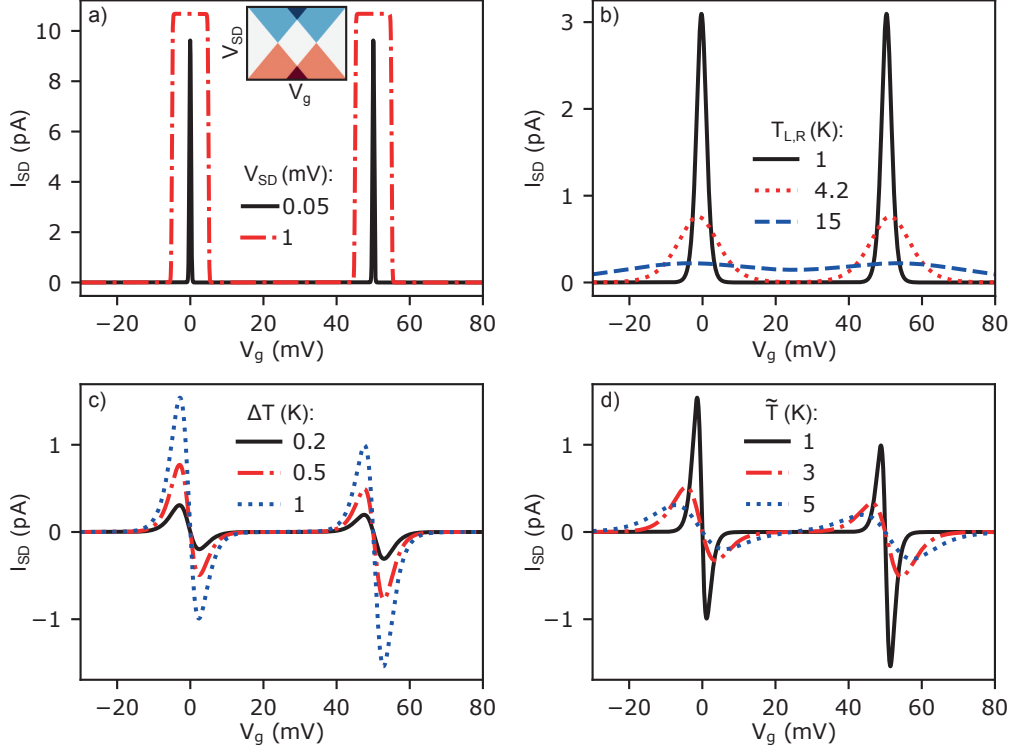 a)
I_SD (pA)
10
8
6
4
2
0
V_SD
V_g
V_SD (mV):
0.05
1
−20 0 20 40 60 80
V_g (mV)
b)
I_SD (pA)
3
2
1
0
T_L,R (K):
1
4.2
15
−20 0 20 40 60 80
V_g (mV)
c)
I_SD (pA)
1
0
−1
ΔT (K):
0.2
0.5
1
−20 0 20 40 60 80
V_g (mV)
d)
I_SD (pA)
1
0
−1
T̃ (K):
1
3
5
−20 0 20 40 60 80
V_g (mV)